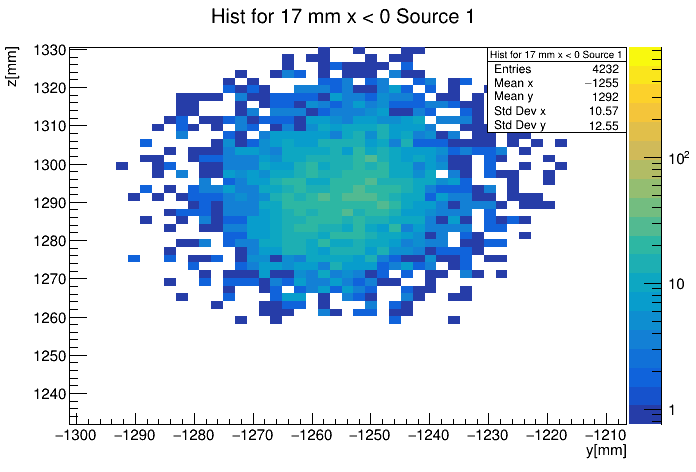 Hist for 17 mm x < 0 Source 1
z[mm]
Hist for 17 mm x < 0 Source 1
Entries 4232
Mean x −1255
Mean y 1292
Std Dev x 10.57
Std Dev y 12.55
1330
1320
1310
1300
1290
1280
1270
1260
1250
1240
10²
10
1
−1300 −1290 −1280 −1270 −1260 −1250 −1240 −1230 −1220 −1210
y[mm]